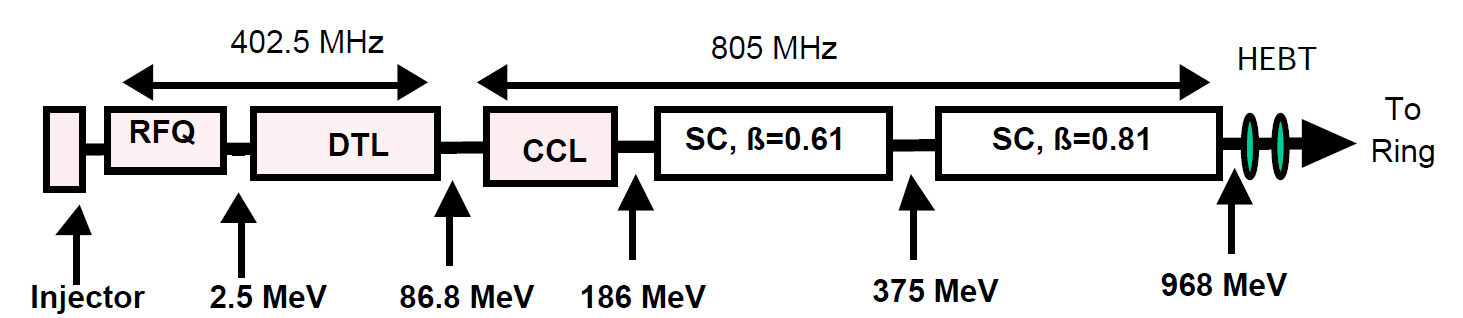 402.5 MHz
805 MHz
HEBT
To
Ring
RFQ
DTL
CCL
SC, ß=0.61
SC, ß=0.81
Injector
2.5 MeV
86.8 MeV
186 MeV
375 MeV
968 MeV